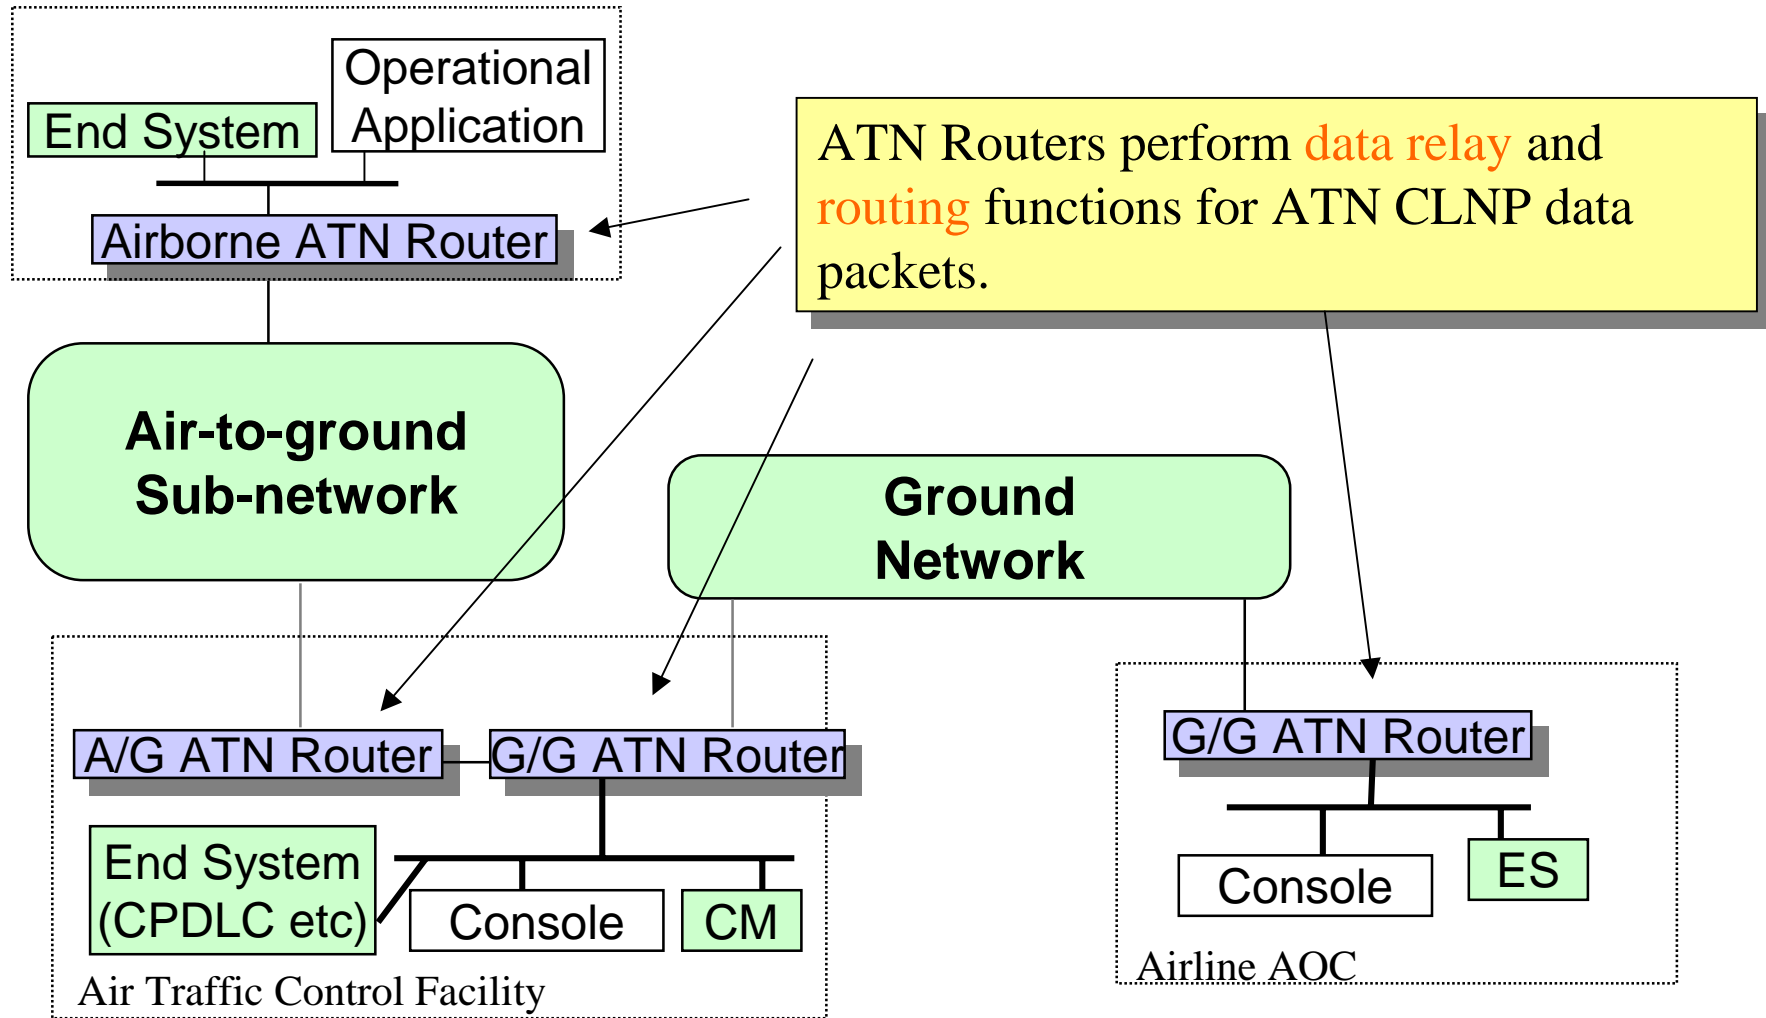 Operational
Application
End System
Airborne ATN Router
ATN Routers perform data relay and
routing functions for ATN CLNP data
packets.
Air-to-ground
Sub-network
Ground
Network
A/G ATN Router
G/G ATN Router
G/G ATN Router
End System
(CPDLC etc)
Console
CM
Console
ES
Air Traffic Control Facility
Airline AOC